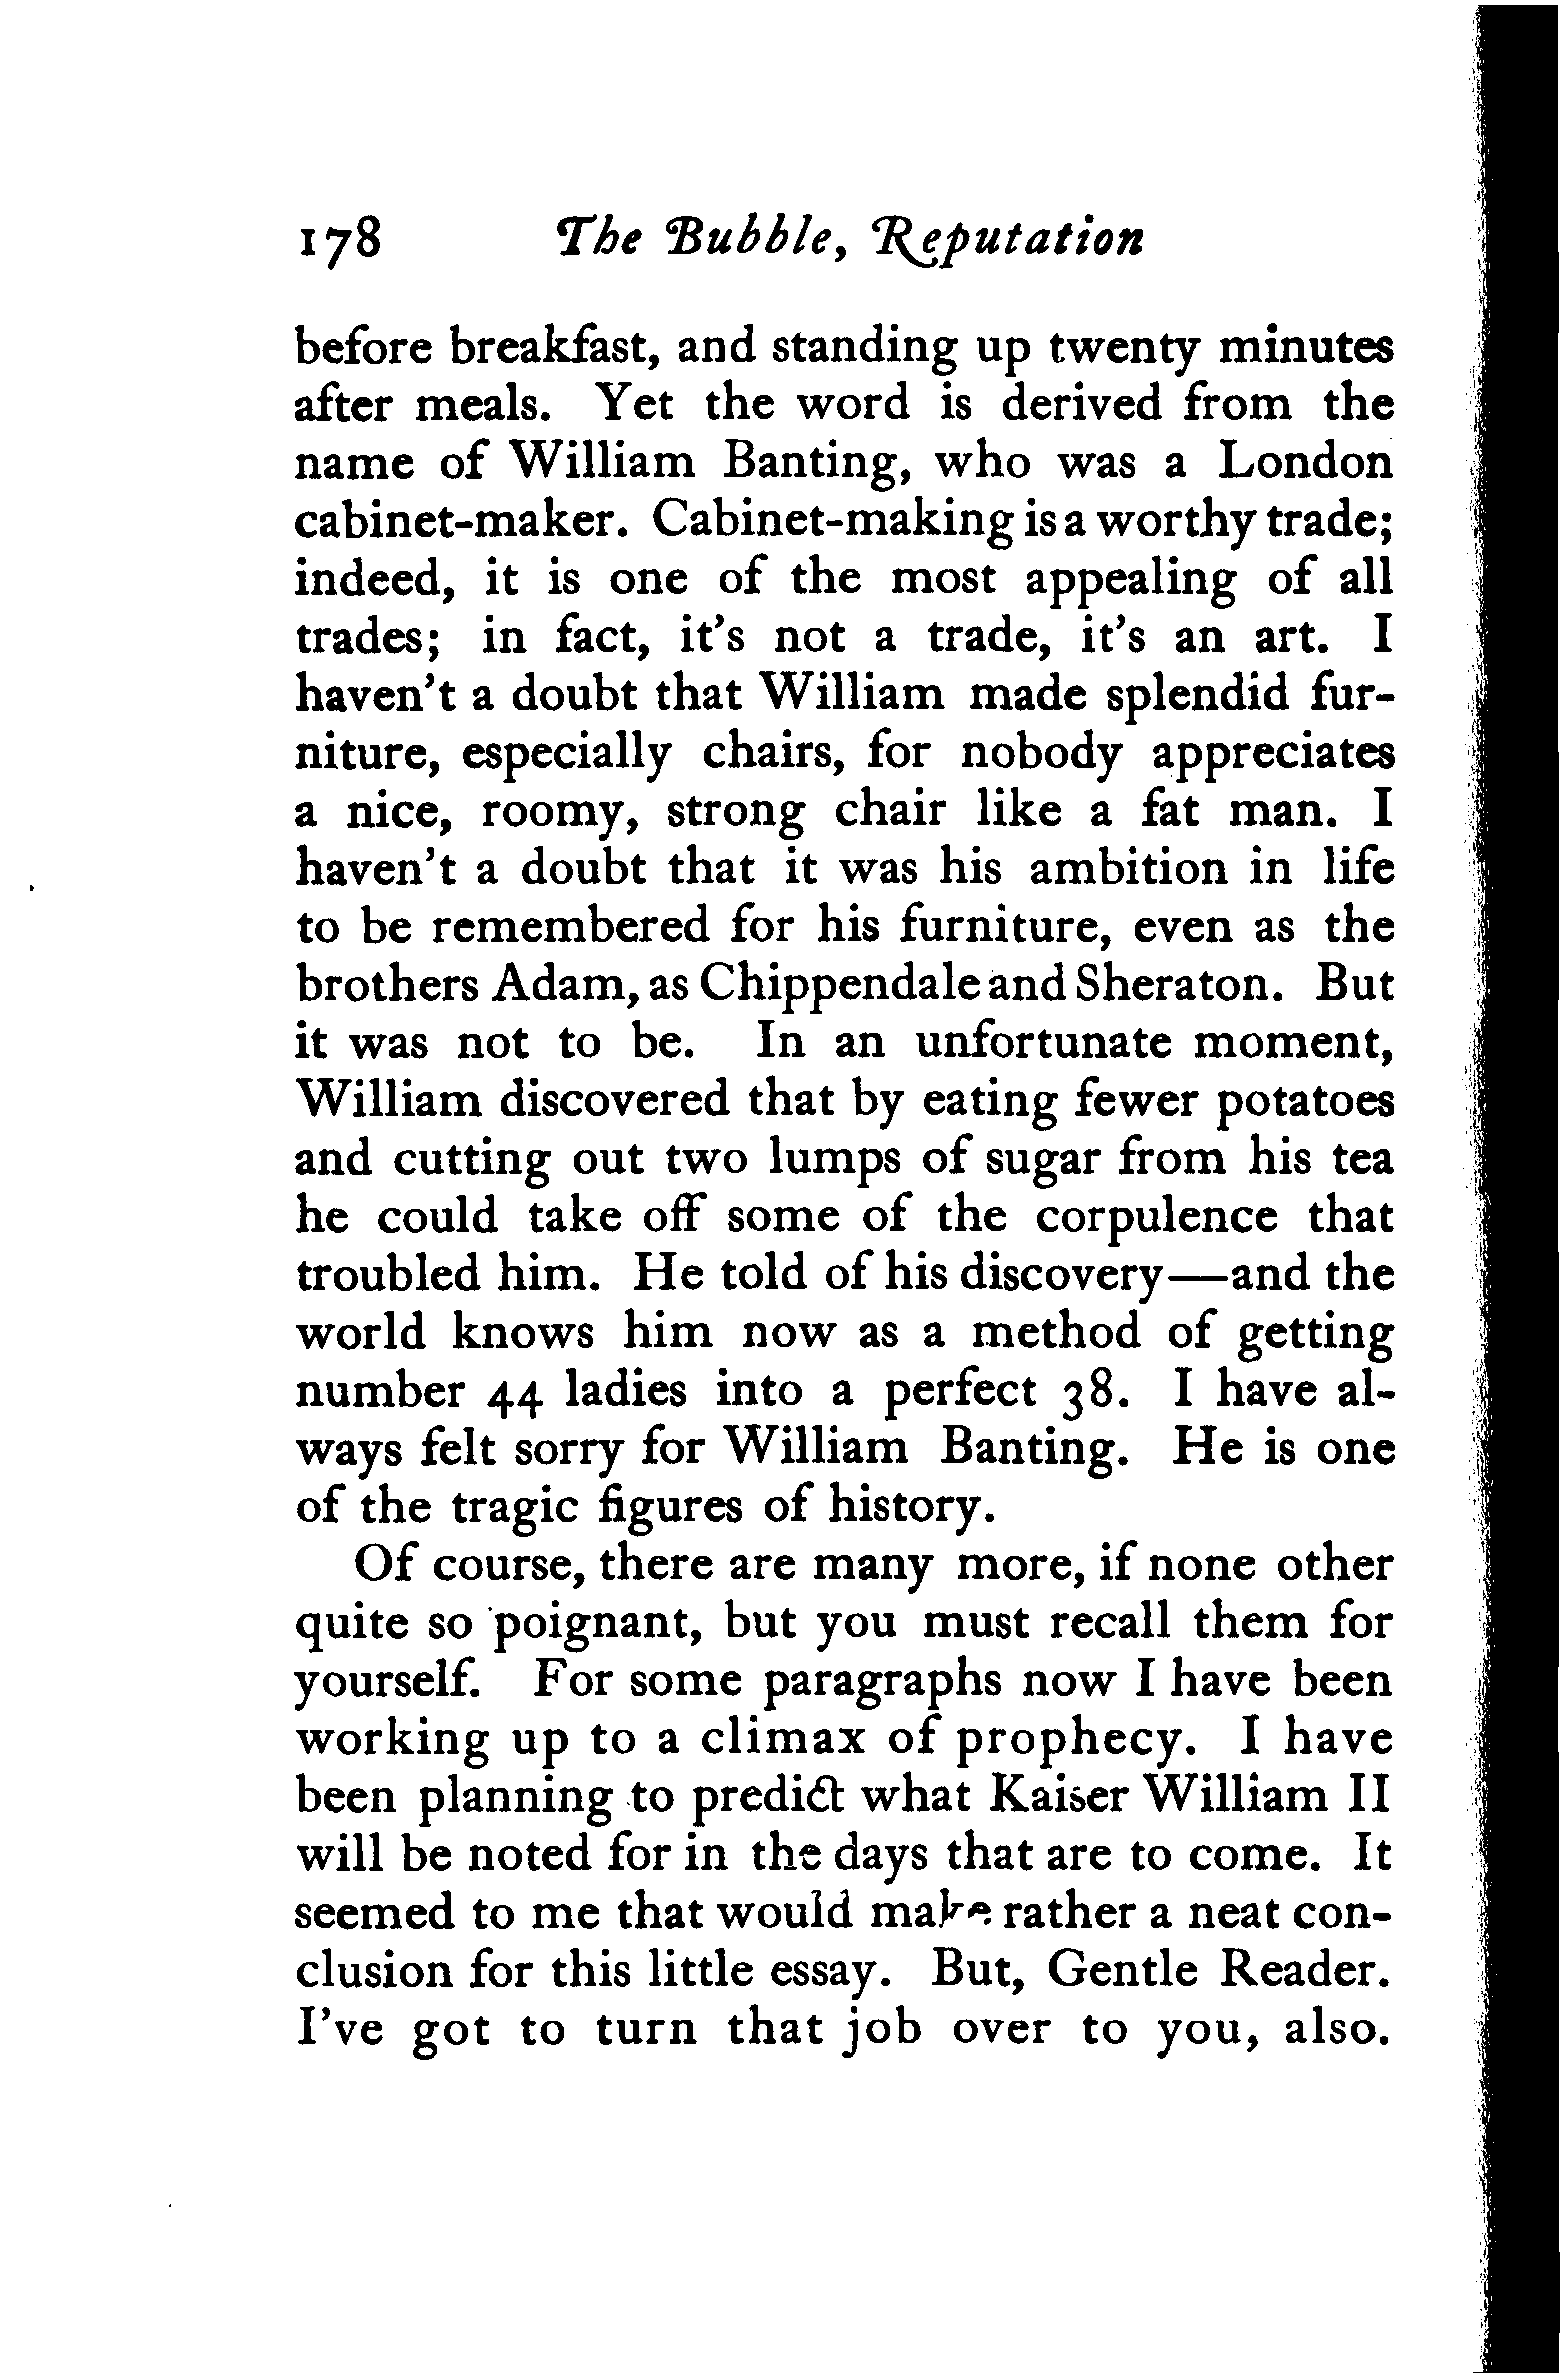 178 The Bubble, Reputation
before breakfast, and standing up twenty minutes
after meals. Yet the word is derived from the
name of William Banting, who was a London
cabinet-maker. Cabinet-making is a worthy trade;
indeed, it is one of the most appealing of all
trades; in fact, it's not a trade, it's an art. I
haven't a doubt that William made splendid fur-
niture, especially chairs, for nobody appreciates
a nice, roomy, strong chair like a fat man. I
haven't a doubt that it was his ambition in life
to be remembered for his furniture, even as the
brothers Adam, as Chippendale and Sheraton. But
it was not to be. In an unfortunate moment,
William discovered that by eating fewer potatoes
and cutting out two lumps of sugar from his tea
he could take off some of the corpulence that
troubled him. He told of his discovery—and the
world knows him now as a method of getting
number 44 ladies into a perfect 38. I have al-
ways felt sorry for William Banting. He is one
of the tragic figures of history.
Of course, there are many more, if none other
quite so poignant, but you must recall them for
yourself. For some paragraphs now I have been
working up to a climax of prophecy. I have
been planning to predict what Kaiser William II
will be noted for in the days that are to come. It
seemed to me that would make rather a neat con-
clusion for this little essay. But, Gentle Reader.
I've got to turn that job over to you, also.